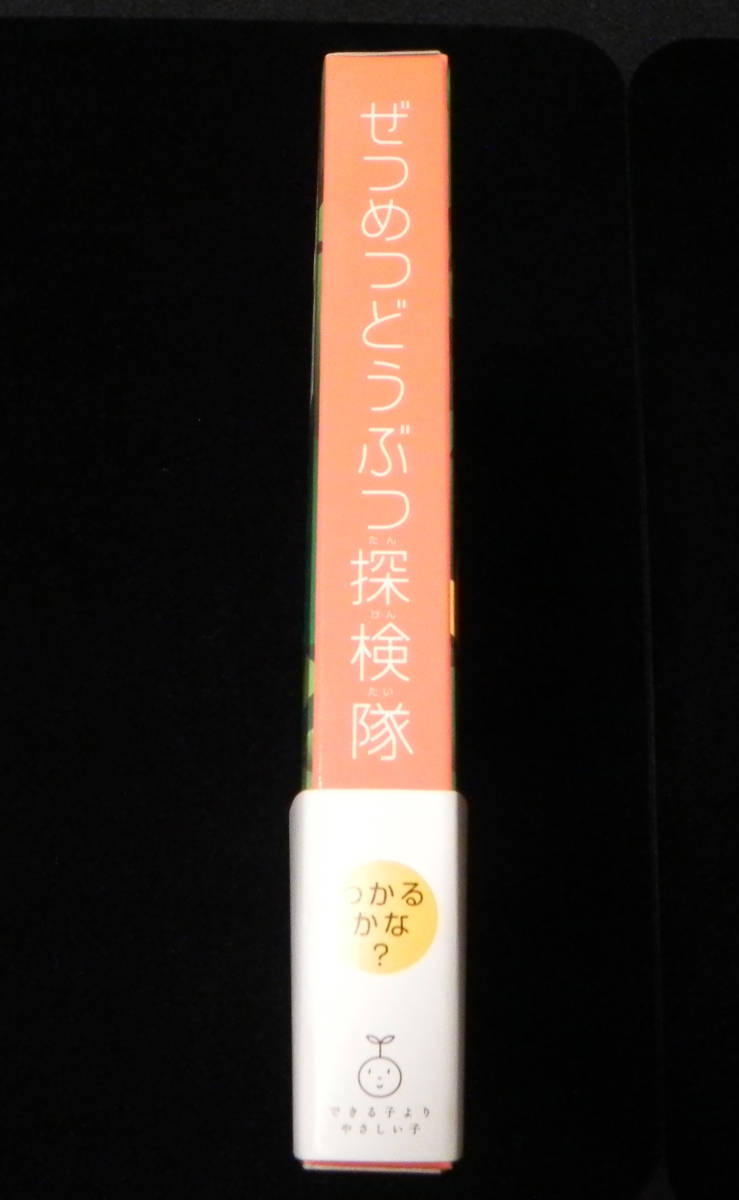 ぜつめつどうぶつ探検隊
たん
けん
たい
つかる
かな
?
できる子より
やさしい子